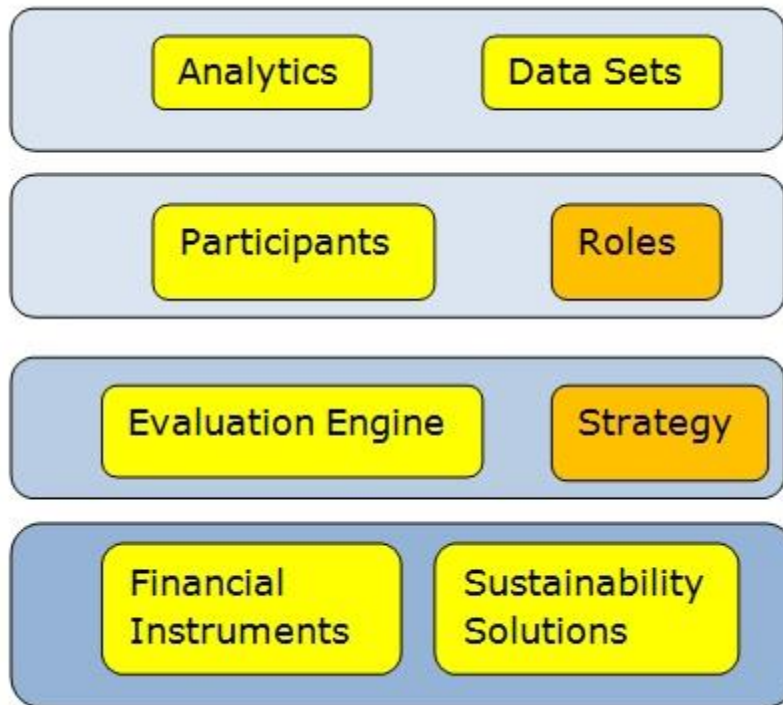 Analytics
Data Sets
Participants
Roles
Evaluation Engine
Strategy
Financial
Instruments
Sustainability
Solutions